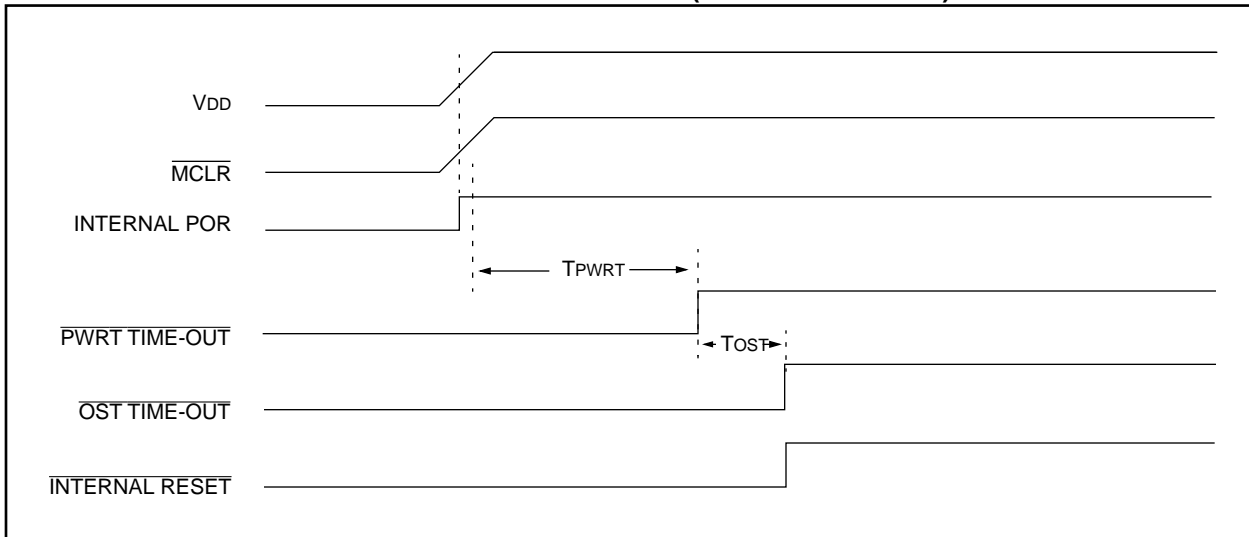 VDD
MCLR
INTERNAL POR
TPWRT
PWRT TIME-OUT
TOST
OST TIME-OUT
INTERNAL RESET